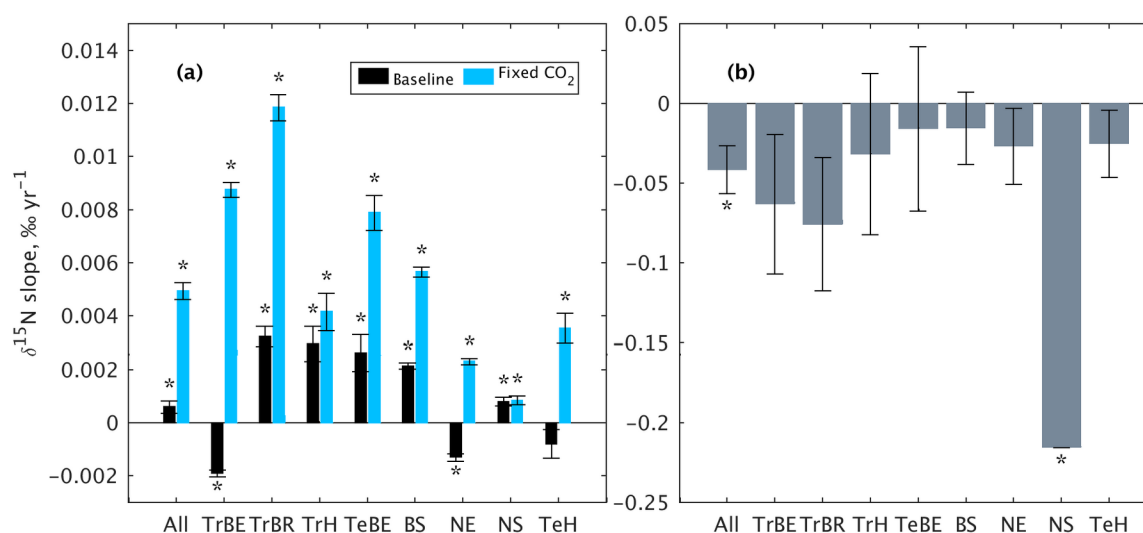 (a)
Baseline
Fixed CO₂
δ¹⁵N slope, ‰ yr⁻¹
0.014
0.012
0.01
0.008
0.006
0.004
0.002
0
−0.002
* * * * * * * * * * * * * * * * *
All TrBE TrBR TrH TeBE BS NE NS TeH
(b)
0.05
0
−0.05
−0.1
−0.15
−0.2
−0.25
* *
All TrBE TrBR TrH TeBE BS NE NS TeH